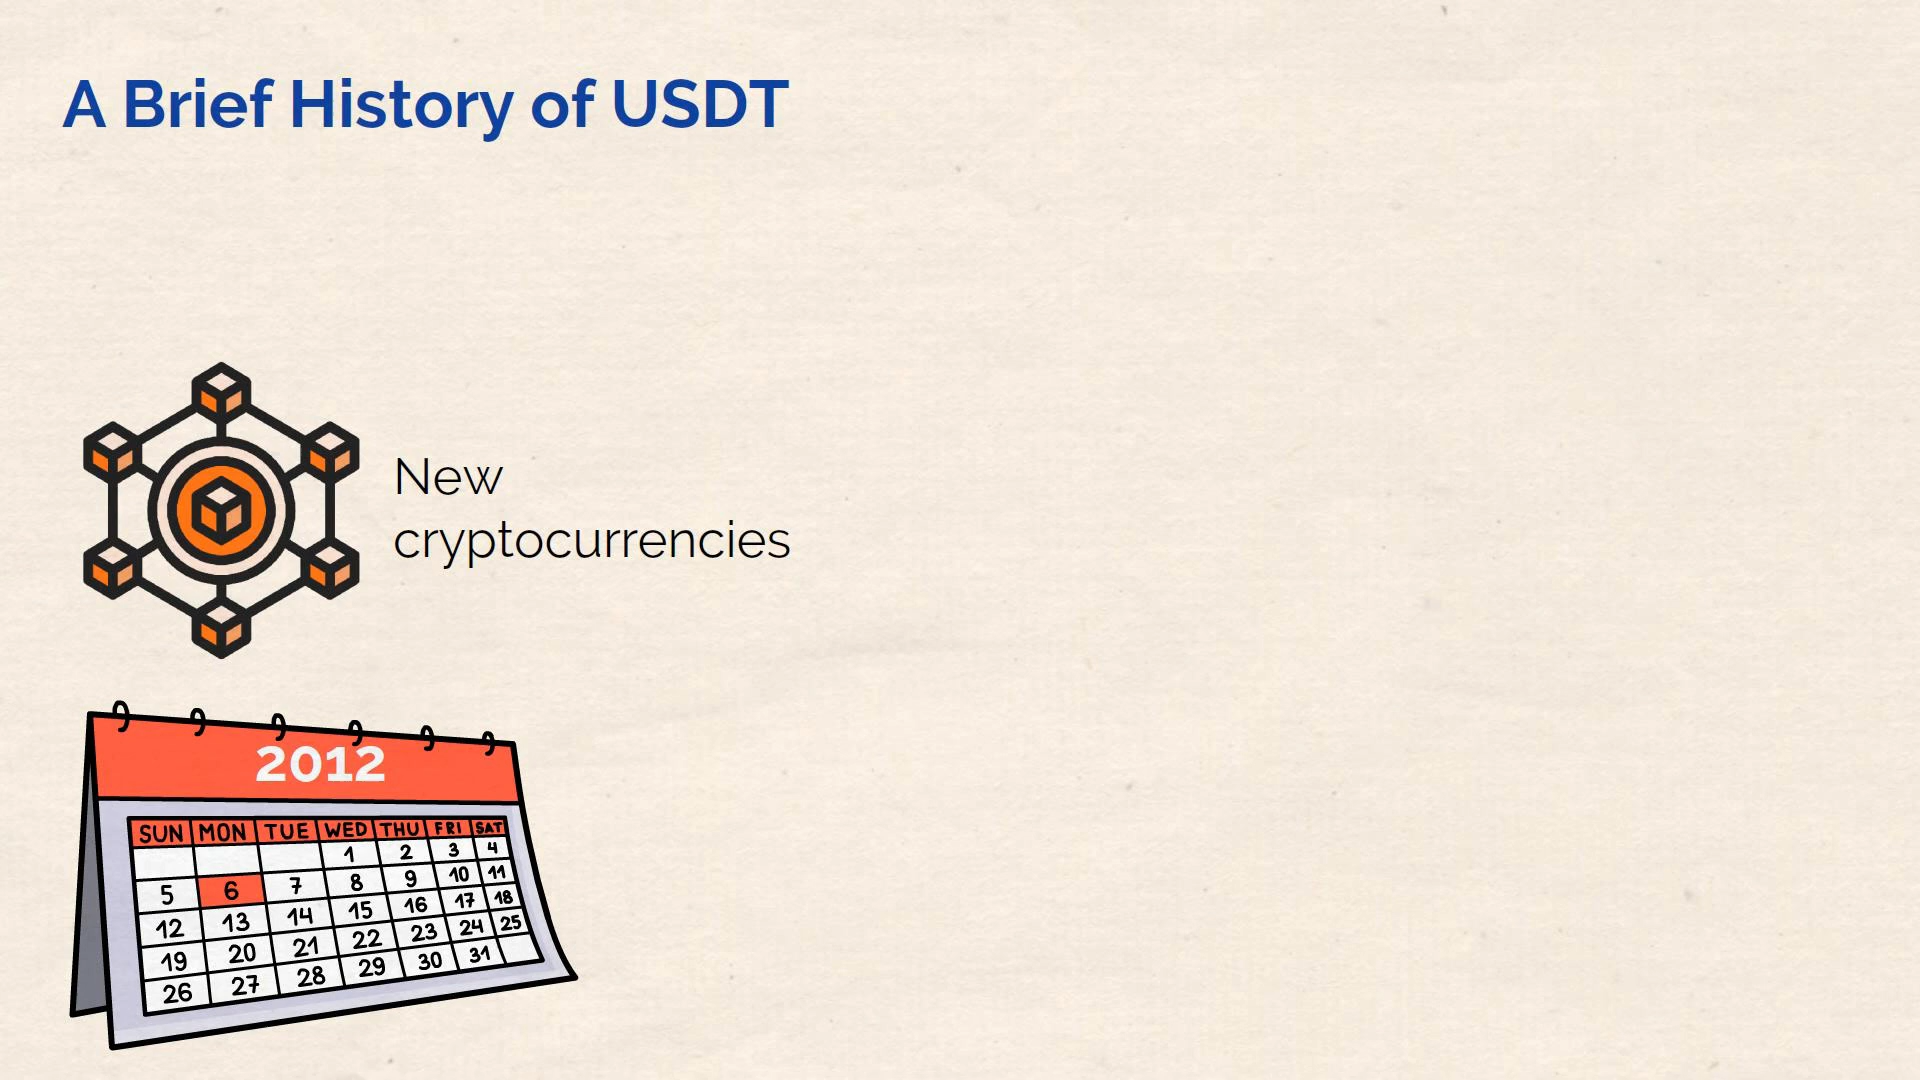 A Brief History of USDT
New
cryptocurrencies
2012
SUN MON TUE WED THU FRI SAT
1 2 3 4
5 6 7 8 9 10 11
12 13 14 15 16 17 18
19 20 21 22 23 24 25
26 27 28 29 30 31